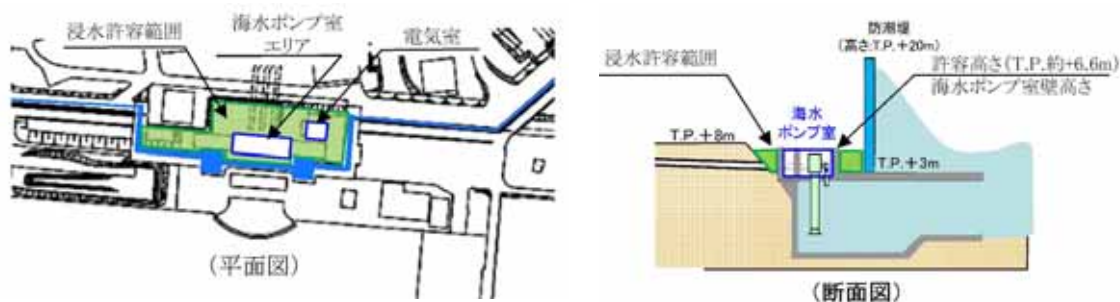 浸水許容範囲
海水ポンプ室
エリア
電気室
(平面図)
防潮堤
(高さ:T.P.+20m)
浸水許容範囲
許容高さ(T.P.約+6.6m)
海水ポンプ室壁高さ
海水
ポンプ室
T.P.+8m
T.P.+3m
(断面図)